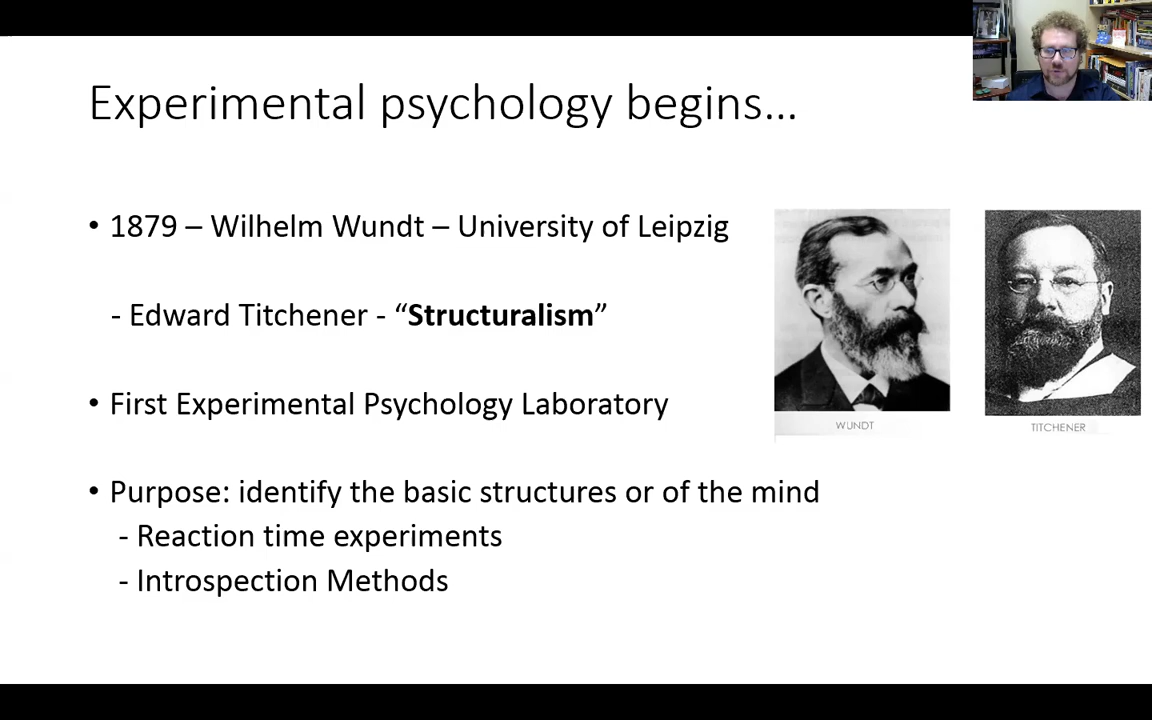 Experimental psychology begins…
• 1879 – Wilhelm Wundt – University of Leipzig
- Edward Titchener - “Structuralism”
• First Experimental Psychology Laboratory
• Purpose: identify the basic structures or of the mind
- Reaction time experiments
- Introspection Methods
WUNDT
TITCHENER